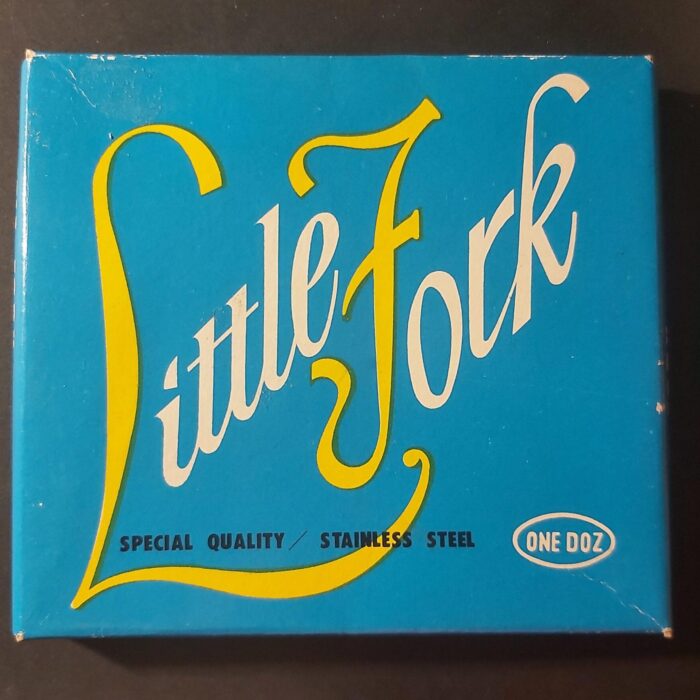 Little Fork
SPECIAL QUALITY / STAINLESS STEEL
ONE DOZ